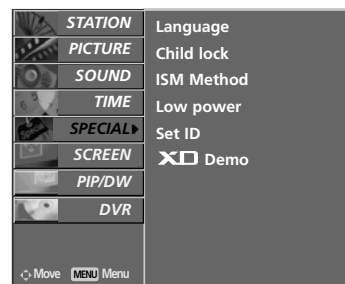 STATION
PICTURE
SOUND
TIME
SPECIAL
SCREEN
PIP/DW
DVR
Move MENU Menu
Language
Child lock
ISM Method
Low power
Set ID
XD Demo